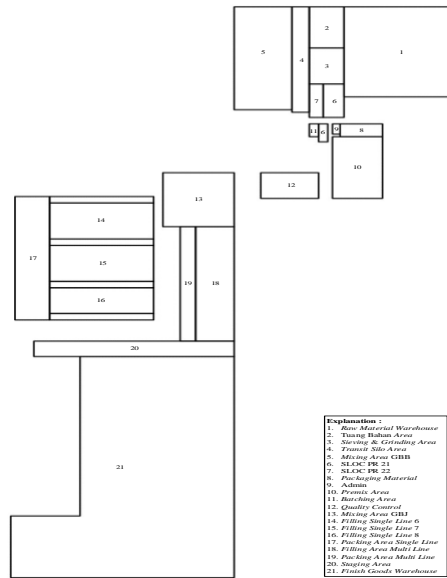 2
5
4
1
3
7 6
11 6 9 8
10
12
13
14
17
15
19 18
16
20
21
Explanation :
1. Raw Material Warehouse
2. Tuang Bahan Area
3. Sieving & Grinding Area
4. Transit Silo Area
5. Mixing Area GBB
6. SLOC PR 21
7. SLOC PR 22
8. Packaging Material
9. Admin
10. Premix Area
11. Batching Area
12. Quality Control
13. Mixing Area GBJ
14. Filling Single Line 6
15. Filling Single Line 7
16. Filling Single Line 8
17. Packing Area Single Line
18. Filling Area Multi Line
19. Packing Area Multi Line
20. Staging Area
21. Finish Goods Warehouse